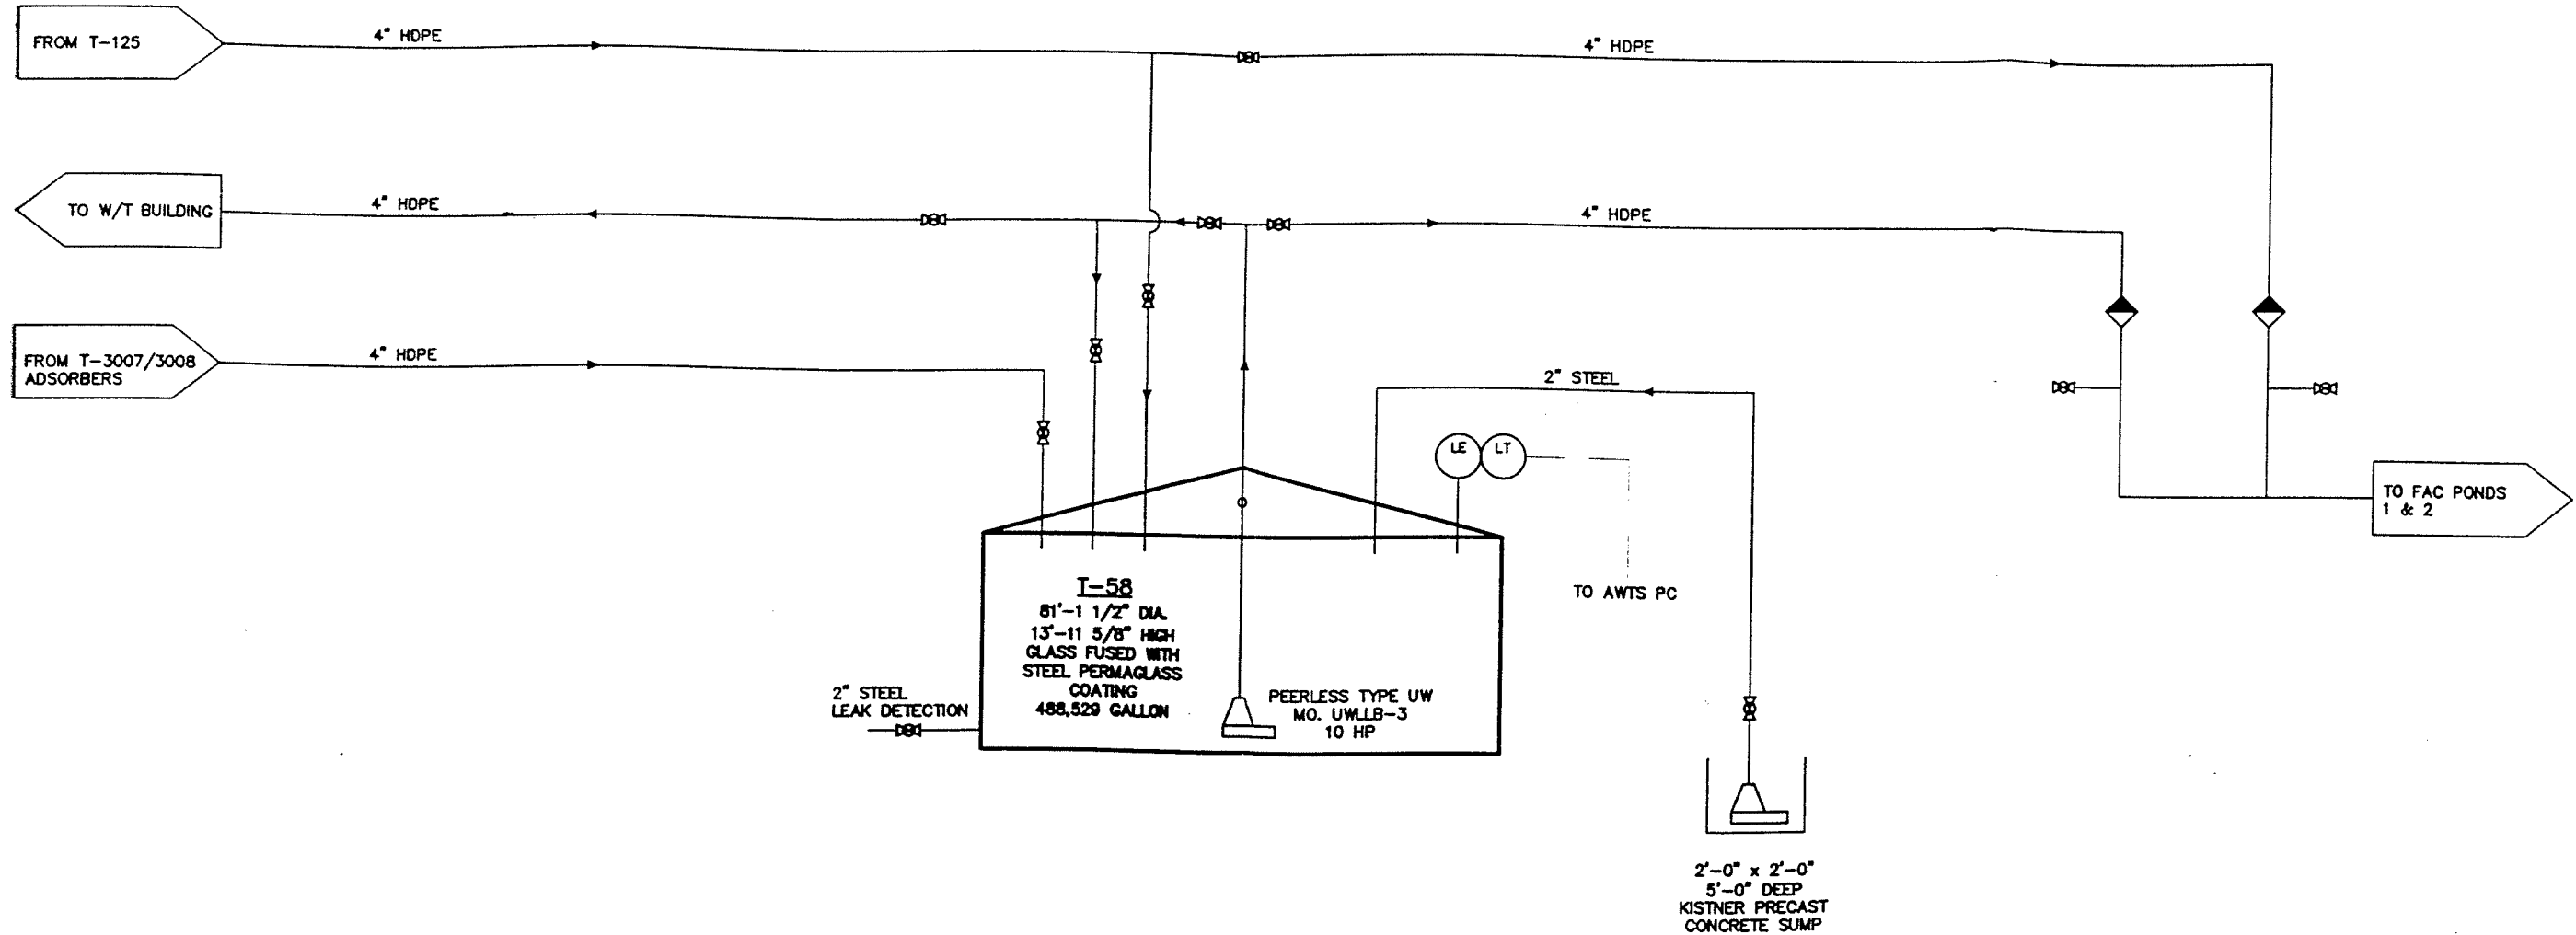 FROM T-125
4" HDPE
4" HDPE
TO W/T BUILDING
4" HDPE
4" HDPE
FROM T-3007/3008
ADSORBERS
4" HDPE
2" STEEL
LE
LT
TO FAC PONDS
1 & 2
TO AWTS PC
T-58
81'-1 1/2" DIA.
13'-11 5/8" HIGH
GLASS FUSED WITH
STEEL PERMAGLASS
COATING
488,529 GALLON
2" STEEL
LEAK DETECTION
PEERLESS TYPE UW
MO. UWLLB-3
10 HP
2'-0" x 2'-0"
5'-0" DEEP
KISTNER PRECAST
CONCRETE SUMP